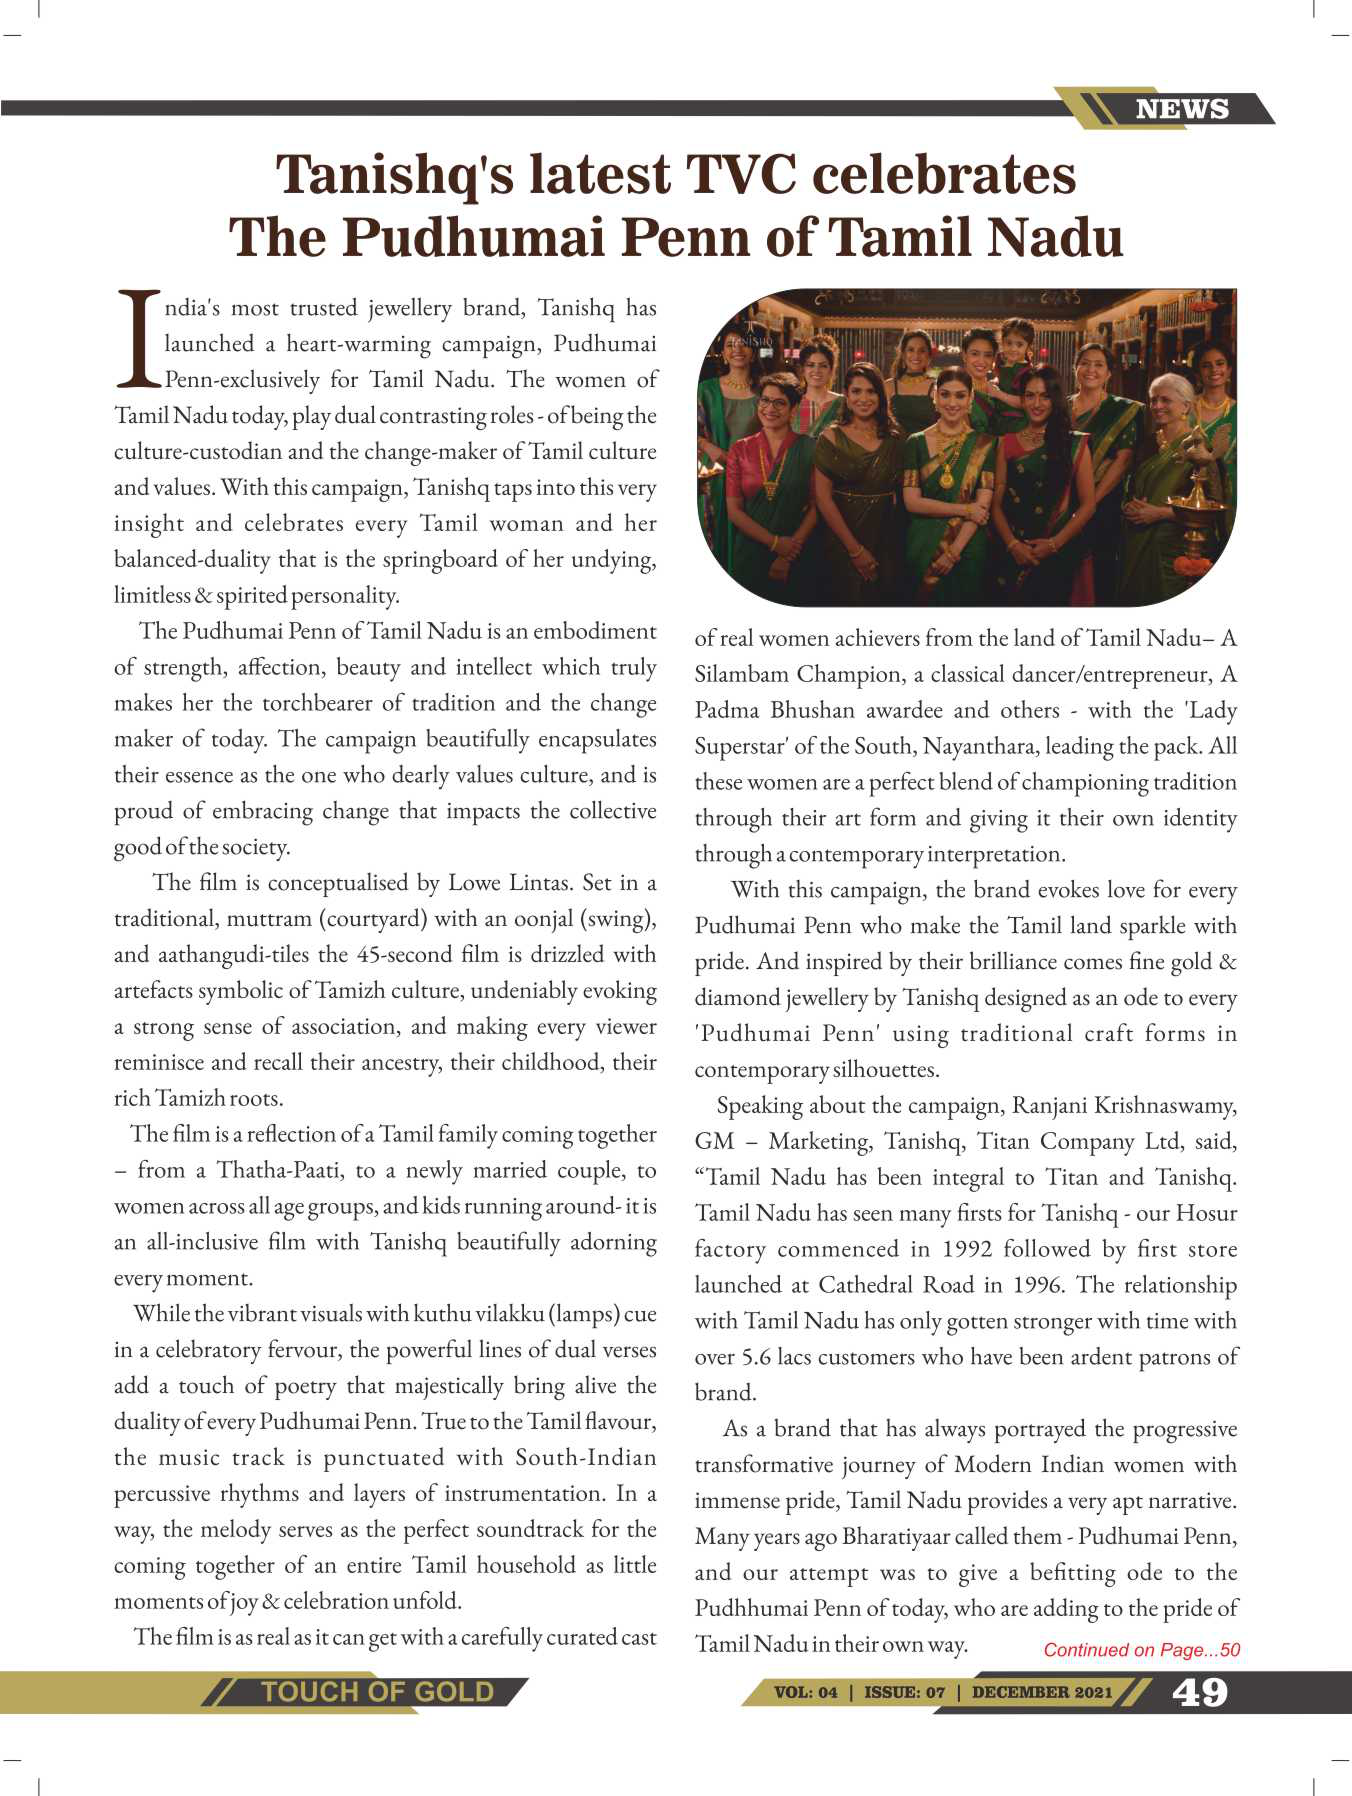 NEWS
Tanishq's latest TVC celebrates
The Pudhumai Penn of Tamil Nadu
India's most trusted jewellery brand, Tanishq has
launched a heart-warming campaign, Pudhumai
Penn-exclusively for Tamil Nadu. The women of
Tamil Nadu today, play dual contrasting roles - of being the
culture-custodian and the change-maker of Tamil culture
and values. With this campaign, Tanishq taps into this very
insight and celebrates every Tamil woman and her
balanced-duality that is the springboard of her undying,
limitless & spirited personality.
The Pudhumai Penn of Tamil Nadu is an embodiment
of strength, affection, beauty and intellect which truly
makes her the torchbearer of tradition and the change
maker of today. The campaign beautifully encapsulates
their essence as the one who dearly values culture, and is
proud of embracing change that impacts the collective
good of the society.
The film is conceptualised by Lowe Lintas. Set in a
traditional, muttram (courtyard) with an oonjal (swing),
and aathangudi-tiles the 45-second film is drizzled with
artefacts symbolic of Tamizh culture, undeniably evoking
a strong sense of association, and making every viewer
reminisce and recall their ancestry, their childhood, their
rich Tamizh roots.
The film is a reflection of a Tamil family coming together
– from a Thatha-Paati, to a newly married couple, to
women across all age groups, and kids running around- it is
an all-inclusive film with Tanishq beautifully adorning
every moment.
While the vibrant visuals with kuthu vilakku (lamps) cue
in a celebratory fervour, the powerful lines of dual verses
add a touch of poetry that majestically bring alive the
duality of every Pudhumai Penn. True to the Tamil flavour,
the music track is punctuated with South-Indian
percussive rhythms and layers of instrumentation. In a
way, the melody serves as the perfect soundtrack for the
coming together of an entire Tamil household as little
moments of joy & celebration unfold.
The film is as real as it can get with a carefully curated cast
TANISHQ
of real women achievers from the land of Tamil Nadu– A
Silambam Champion, a classical dancer/entrepreneur, A
Padma Bhushan awardee and others - with the 'Lady
Superstar' of the South, Nayanthara, leading the pack. All
these women are a perfect blend of championing tradition
through their art form and giving it their own identity
through a contemporary interpretation.
With this campaign, the brand evokes love for every
Pudhumai Penn who make the Tamil land sparkle with
pride. And inspired by their brilliance comes fine gold &
diamond jewellery by Tanishq designed as an ode to every
'Pudhumai Penn' using traditional craft forms in
contemporary silhouettes.
Speaking about the campaign, Ranjani Krishnaswamy,
GM – Marketing, Tanishq, Titan Company Ltd, said,
“Tamil Nadu has been integral to Titan and Tanishq.
Tamil Nadu has seen many firsts for Tanishq - our Hosur
factory commenced in 1992 followed by first store
launched at Cathedral Road in 1996. The relationship
with Tamil Nadu has only gotten stronger with time with
over 5.6 lacs customers who have been ardent patrons of
brand.
As a brand that has always portrayed the progressive
transformative journey of Modern Indian women with
immense pride, Tamil Nadu provides a very apt narrative.
Many years ago Bharatiyaar called them - Pudhumai Penn,
and our attempt was to give a befitting ode to the
Pudhhumai Penn of today, who are adding to the pride of
Tamil Nadu in their own way.
Continued on Page...50
TOUCH OF GOLD
VOL: 04 | ISSUE: 07 | DECEMBER 2021
49